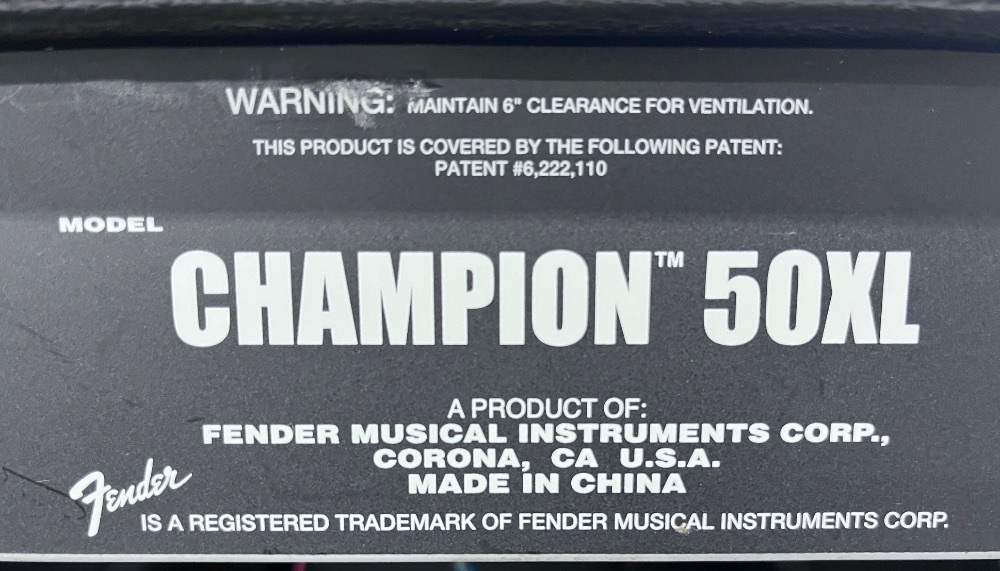 WARNING: MAINTAIN 6" CLEARANCE FOR VENTILATION.
THIS PRODUCT IS COVERED BY THE FOLLOWING PATENT:
PATENT #6,222,110
MODEL
CHAMPION™ 50XL
A PRODUCT OF:
FENDER MUSICAL INSTRUMENTS CORP.,
CORONA, CA U.S.A.
MADE IN CHINA
Fender IS A REGISTERED TRADEMARK OF FENDER MUSICAL INSTRUMENTS CORP.